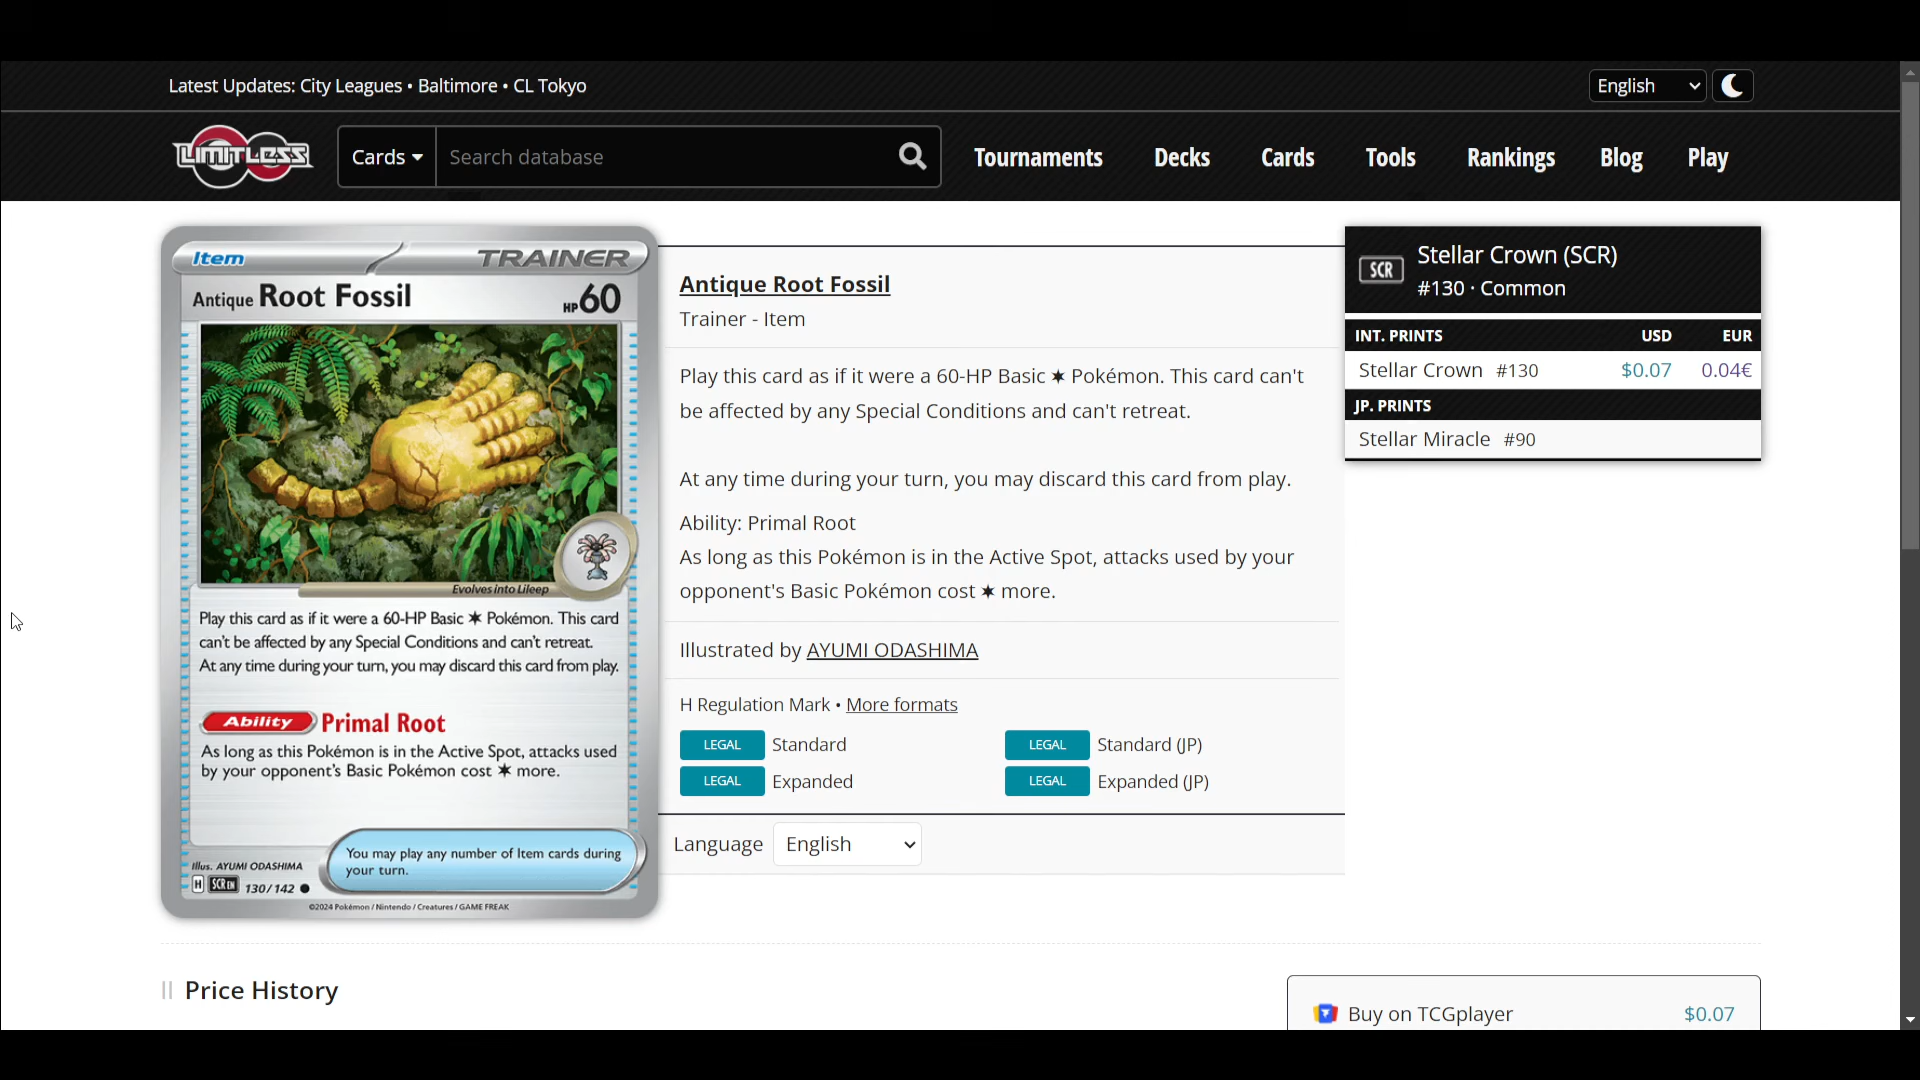 Latest Updates: City Leagues • Baltimore • CL Tokyo
English
LIMITLESS
Cards
Search database
Tournaments
Decks
Cards
Tools
Rankings
Blog
Play
Item
TRAINER
Antique Root Fossil
HP60
Evolves into Lileep
Play this card as if it were a 60-HP Basic ✶ Pokémon. This card
can't be affected by any Special Conditions and can't retreat.
At any time during your turn, you may discard this card from play.
Ability Primal Root
As long as this Pokémon is in the Active Spot, attacks used
by your opponent's Basic Pokémon cost ✶ more.
You may play any number of Item cards during
your turn.
Illus. AYUMI ODASHIMA
H SCR EN 130/142 ●
©2024 Pokémon / Nintendo / Creatures / GAME FREAK
Antique Root Fossil
Trainer - Item
Play this card as if it were a 60-HP Basic ✶ Pokémon. This card can't
be affected by any Special Conditions and can't retreat.
At any time during your turn, you may discard this card from play.
Ability: Primal Root
As long as this Pokémon is in the Active Spot, attacks used by your
opponent's Basic Pokémon cost ✶ more.
Illustrated by AYUMI ODASHIMA
H Regulation Mark • More formats
LEGAL Standard
LEGAL Standard (JP)
LEGAL Expanded
LEGAL Expanded (JP)
Language English
SCR
Stellar Crown (SCR)
#130 · Common
INT. PRINTS USD EUR
Stellar Crown #130 $0.07 0.04€
JP. PRINTS
Stellar Miracle #90
Price History
Buy on TCGplayer $0.07